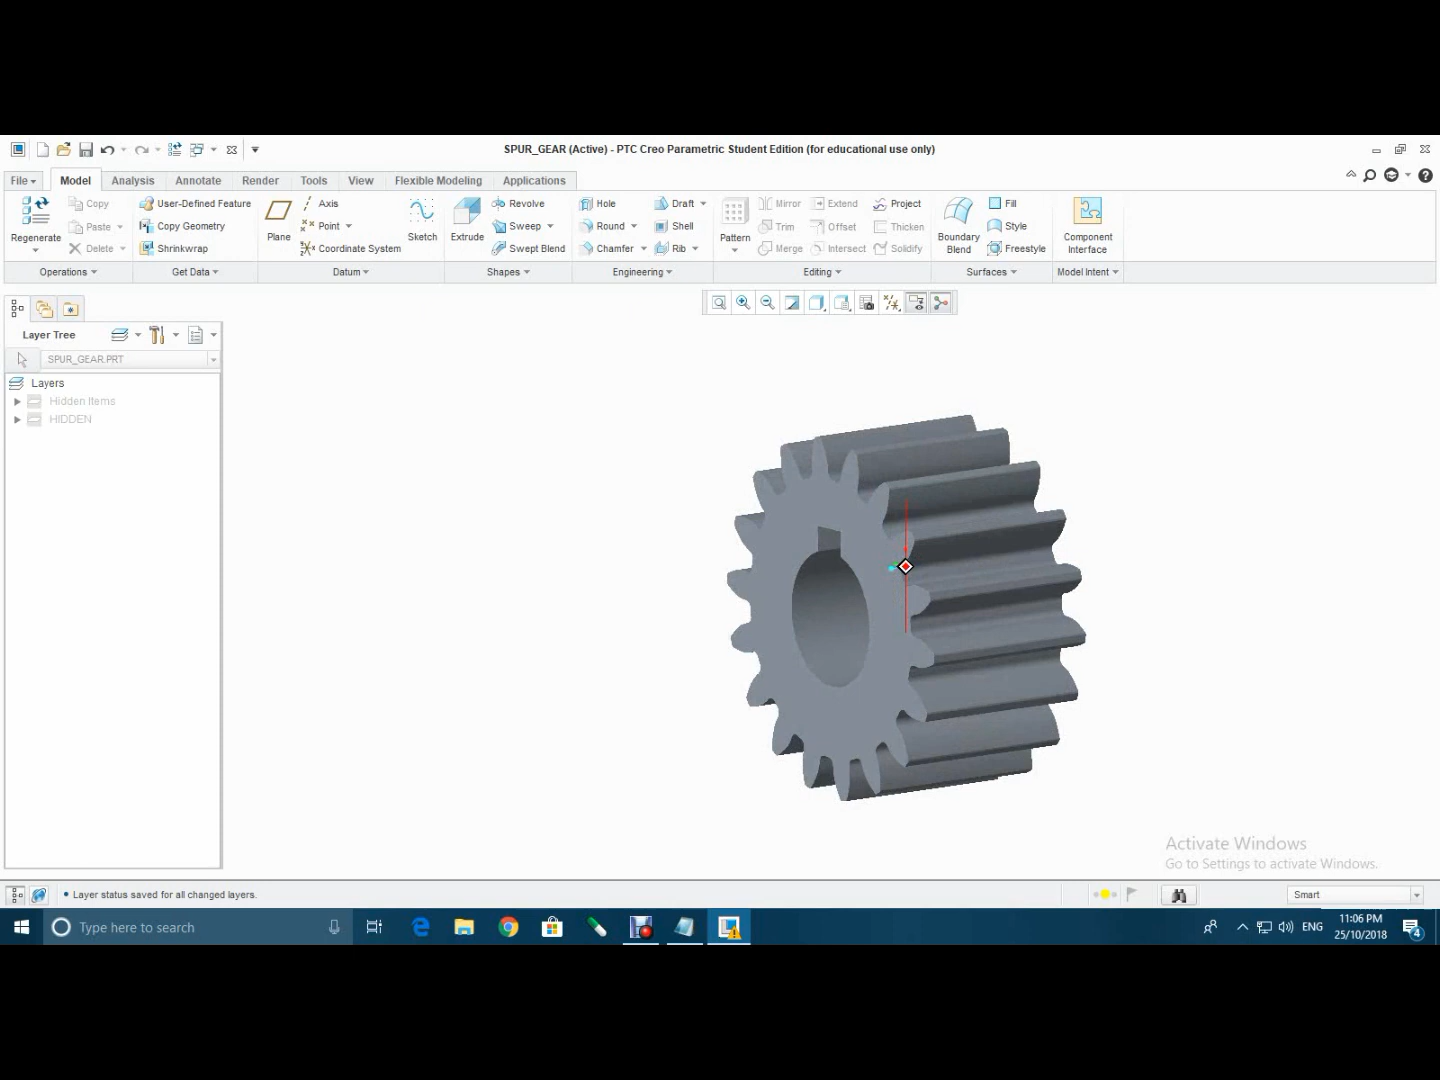 SPUR_GEAR (Active) - PTC Creo Parametric Student Edition (for educational use only)
File Model Analysis Annotate Render Tools View Flexible Modeling Applications
Regenerate
Copy
Paste
Delete
User-Defined Feature
Copy Geometry
Shrinkwrap
Plane
Axis
Point
Coordinate System
Sketch
Extrude
Revolve
Sweep
Swept Blend
Hole
Round
Chamfer
Draft
Shell
Rib
Pattern
Mirror
Trim
Merge
Extend
Offset
Intersect
Project
Thicken
Solidify
Boundary
Blend
Fill
Style
Freestyle
Component
Interface
Operations Get Data Datum Shapes Engineering Editing Surfaces Model Intent
Layer Tree
SPUR_GEAR.PRT
Layers
Hidden Items
HIDDEN
Activate Windows
Go to Settings to activate Windows.
Layer status saved for all changed layers.
Smart
Type here to search
ENG
11:06 PM
25/10/2018
4